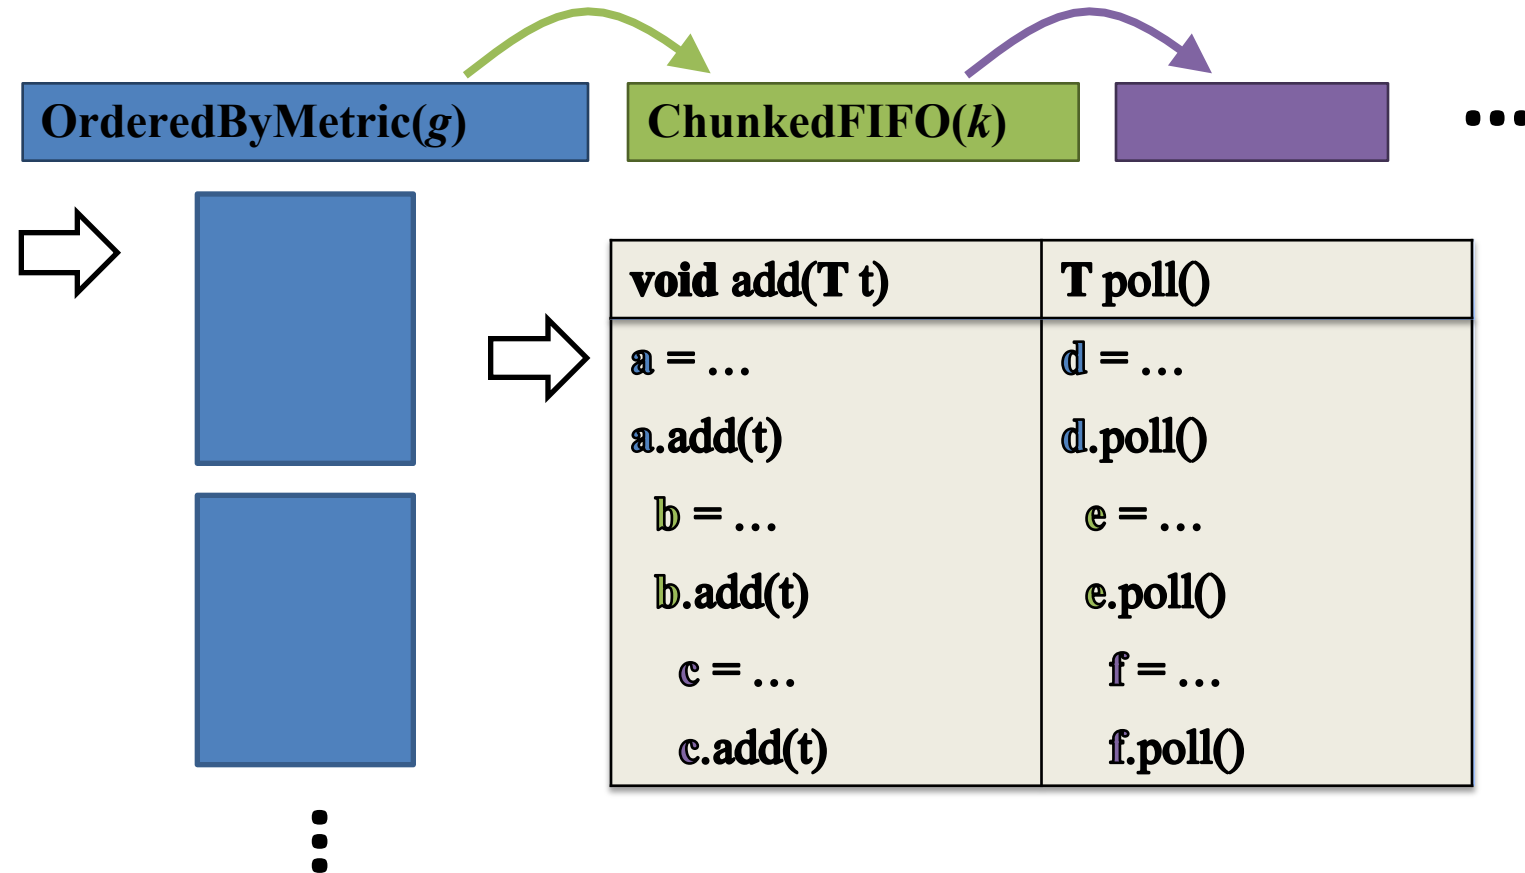 OrderedByMetric(g)
ChunkedFIFO(k)
...
void add(T t)
T poll()
a = …
d = …
a.add(t)
d.poll()
b = …
e = …
b.add(t)
e.poll()
c = …
f = …
c.add(t)
f.poll()